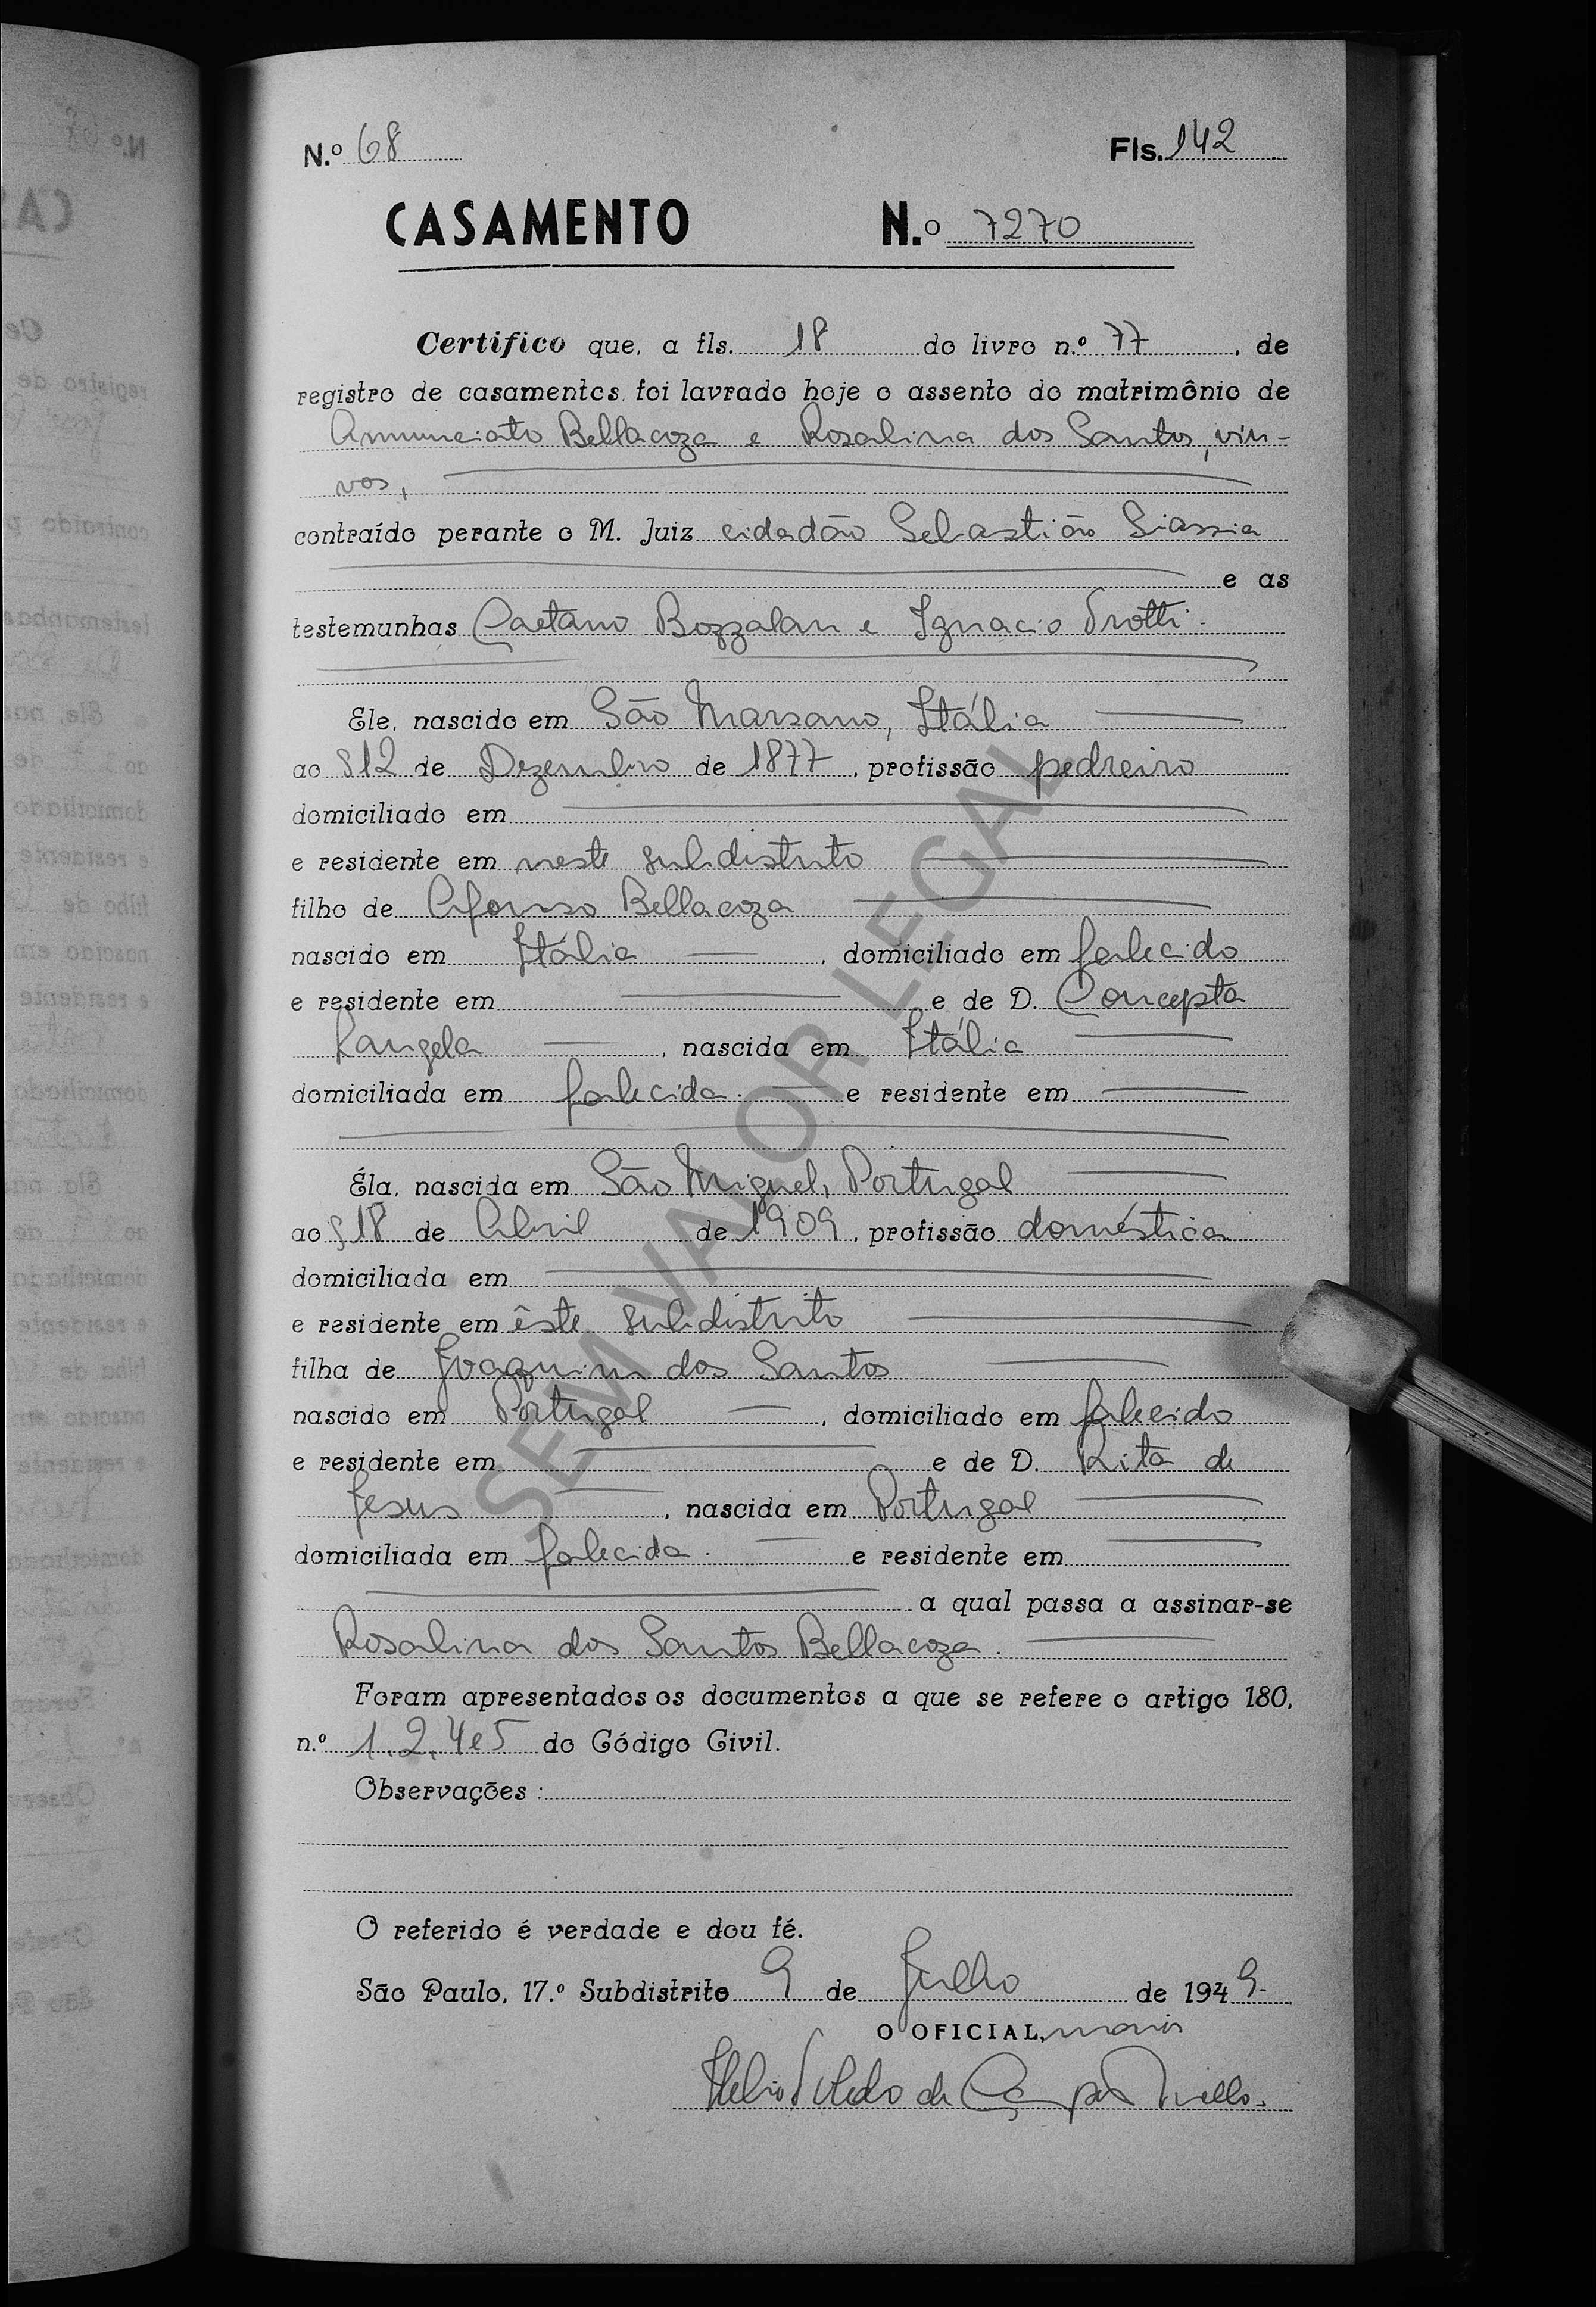 N.º 68 Fls. 142
CASAMENTO N.º 7270
Certifico que, a fls. 18 do livro n.º 77, de
registro de casamentos, foi lavrado hoje o assento do matrimônio de
Annunciato Bellacoza e Rosalina dos Santos, viu-
vos,
contraído perante o M. Juiz cidadão Sebastião
e as
testemunhas Caetano Bozzalan e Ignacio Trotti.
Ele, nascido em São Marsano, Itália
ao s 12 de Dezembro de 1877, profissão pedreiro
domiciliado em
e residente em neste subdistrito
filho de Afonso Bellacoza
nascido em Itália, domiciliado em falecido
e residente em e de D. Concepta
Rangela, nascida em Itália
domiciliada em falecida. e residente em
Éla, nascida em São Miguel, Portugal
ao s 18 de Abril de 1909, profissão doméstica
domiciliada em
e residente em êste subdistrito
filha de Joaquim dos Santos
nascido em Portugal, domiciliado em falecido
e residente em e de D. Rita de
Jesus, nascida em Portugal
domiciliada em falecida. e residente em
a qual passa a assinar-se
Rosalina dos Santos Bellacoza.
Foram apresentados os documentos a que se refere o artigo 180,
n.º 1, 2, 4 e 5 do Código Civil.
Observações:
O referido é verdade e dou fé.
São Paulo, 17.º Subdistrito 9 de Julho de 1949-
O OFICIAL, maior
Helio Toledo de Campos Mello.
SEM VALOR LEGAL